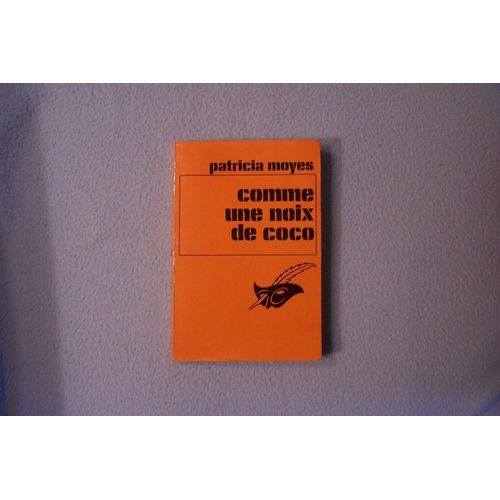 patricia moyes
comme
une noix
de coco